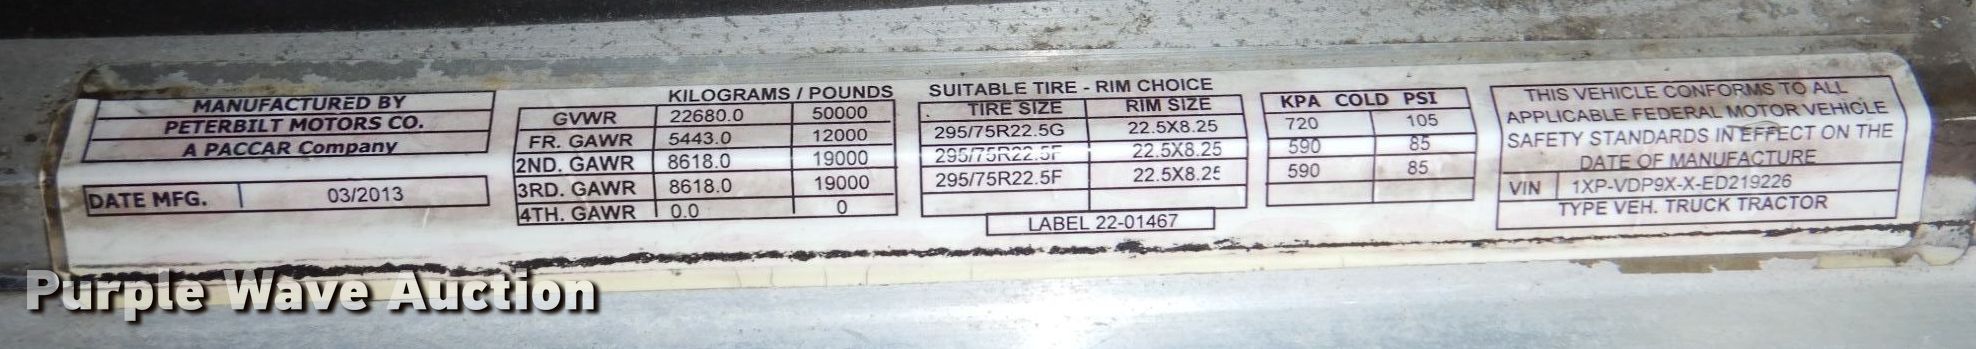 MANUFACTURED BY
PETERBILT MOTORS CO.
A PACCAR Company
DATE MFG. 03/2013
KILOGRAMS / POUNDS
GVWR 22680.0 50000
FR. GAWR 5443.0 12000
2ND. GAWR 8618.0 19000
3RD. GAWR 8618.0 19000
4TH. GAWR 0.0 0
SUITABLE TIRE - RIM CHOICE
TIRE SIZE RIM SIZE
295/75R22.5G 22.5X8.25
295/75R22.5F 22.5X8.25
295/75R22.5F 22.5X8.25
LABEL 22-01467
KPA COLD PSI
720 105
590 85
590 85
THIS VEHICLE CONFORMS TO ALL
APPLICABLE FEDERAL MOTOR VEHICLE
SAFETY STANDARDS IN EFFECT ON THE
DATE OF MANUFACTURE
VIN 1XP-VDP9X-X-ED219226
TYPE VEH. TRUCK TRACTOR
Purple Wave Auction